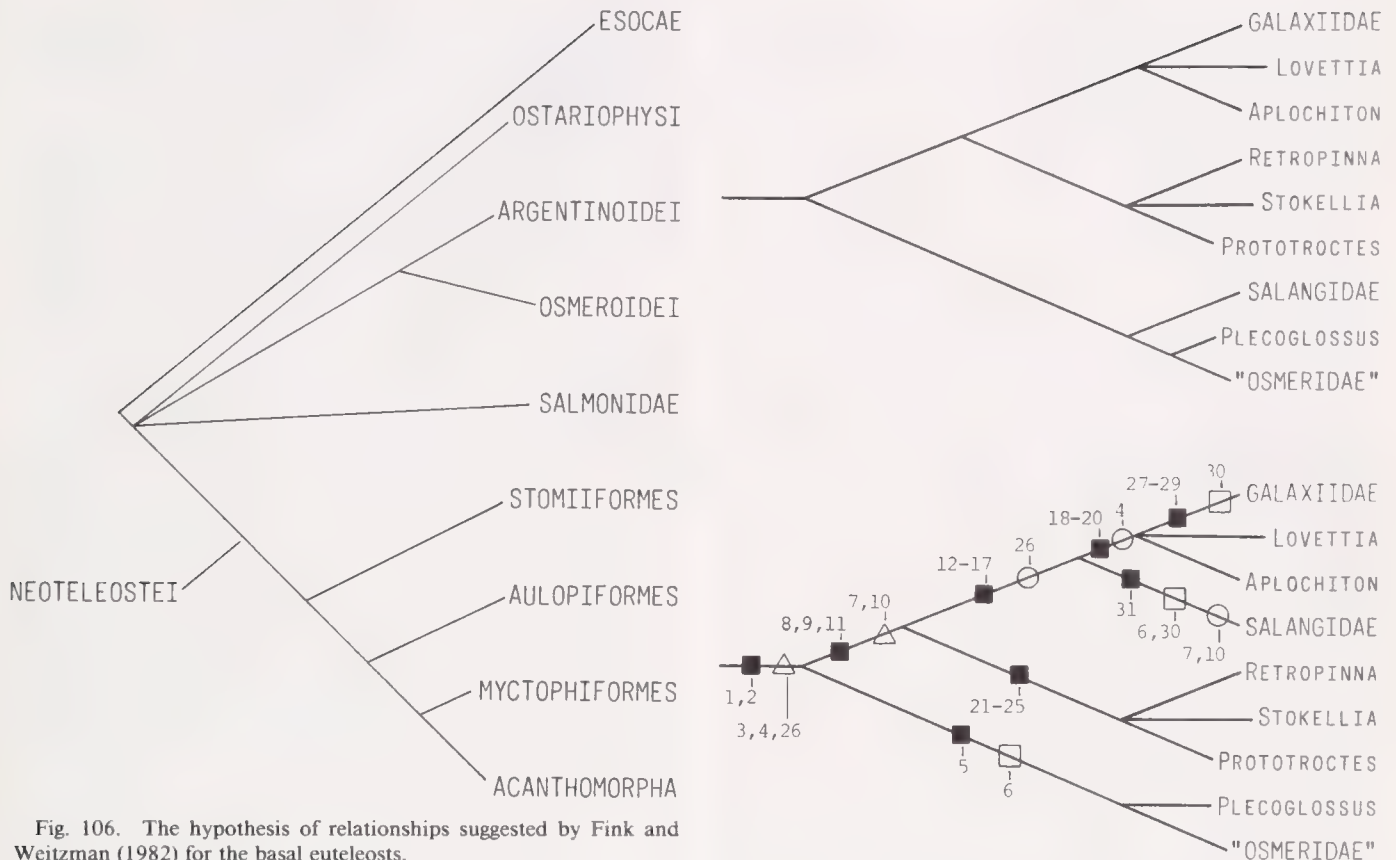 ESOCAE
OSTARIOPHYSI
ARGENTINOIDEI
OSMEROIDEI
SALMONIDAE
STOMIIFORMES
NEOTELEOSTEI
AULOPIFORMES
MYCTOPHIFORMES
ACANTHOMORPHA
Fig. 106. The hypothesis of relationships suggested by Fink and
Weitzman (1982) for the basal euteleosts.
GALAXIIDAE
LOVETTIA
APLOCHITON
RETROPINNA
STOKELLIA
PROTOTROCTES
SALANGIDAE
PLECOGLOSSUS
"OSMERIDAE"
30
27-29
GALAXIIDAE
4
18-20
LOVETTIA
26
12-17
APLOCHITON
31
7,10
SALANGIDAE
6,30
8,9,11
7,10
RETROPINNA
1,2
21-25
STOKELLIA
3,4,26
PROTOTROCTES
5
6
PLECOGLOSSUS
"OSMERIDAE"